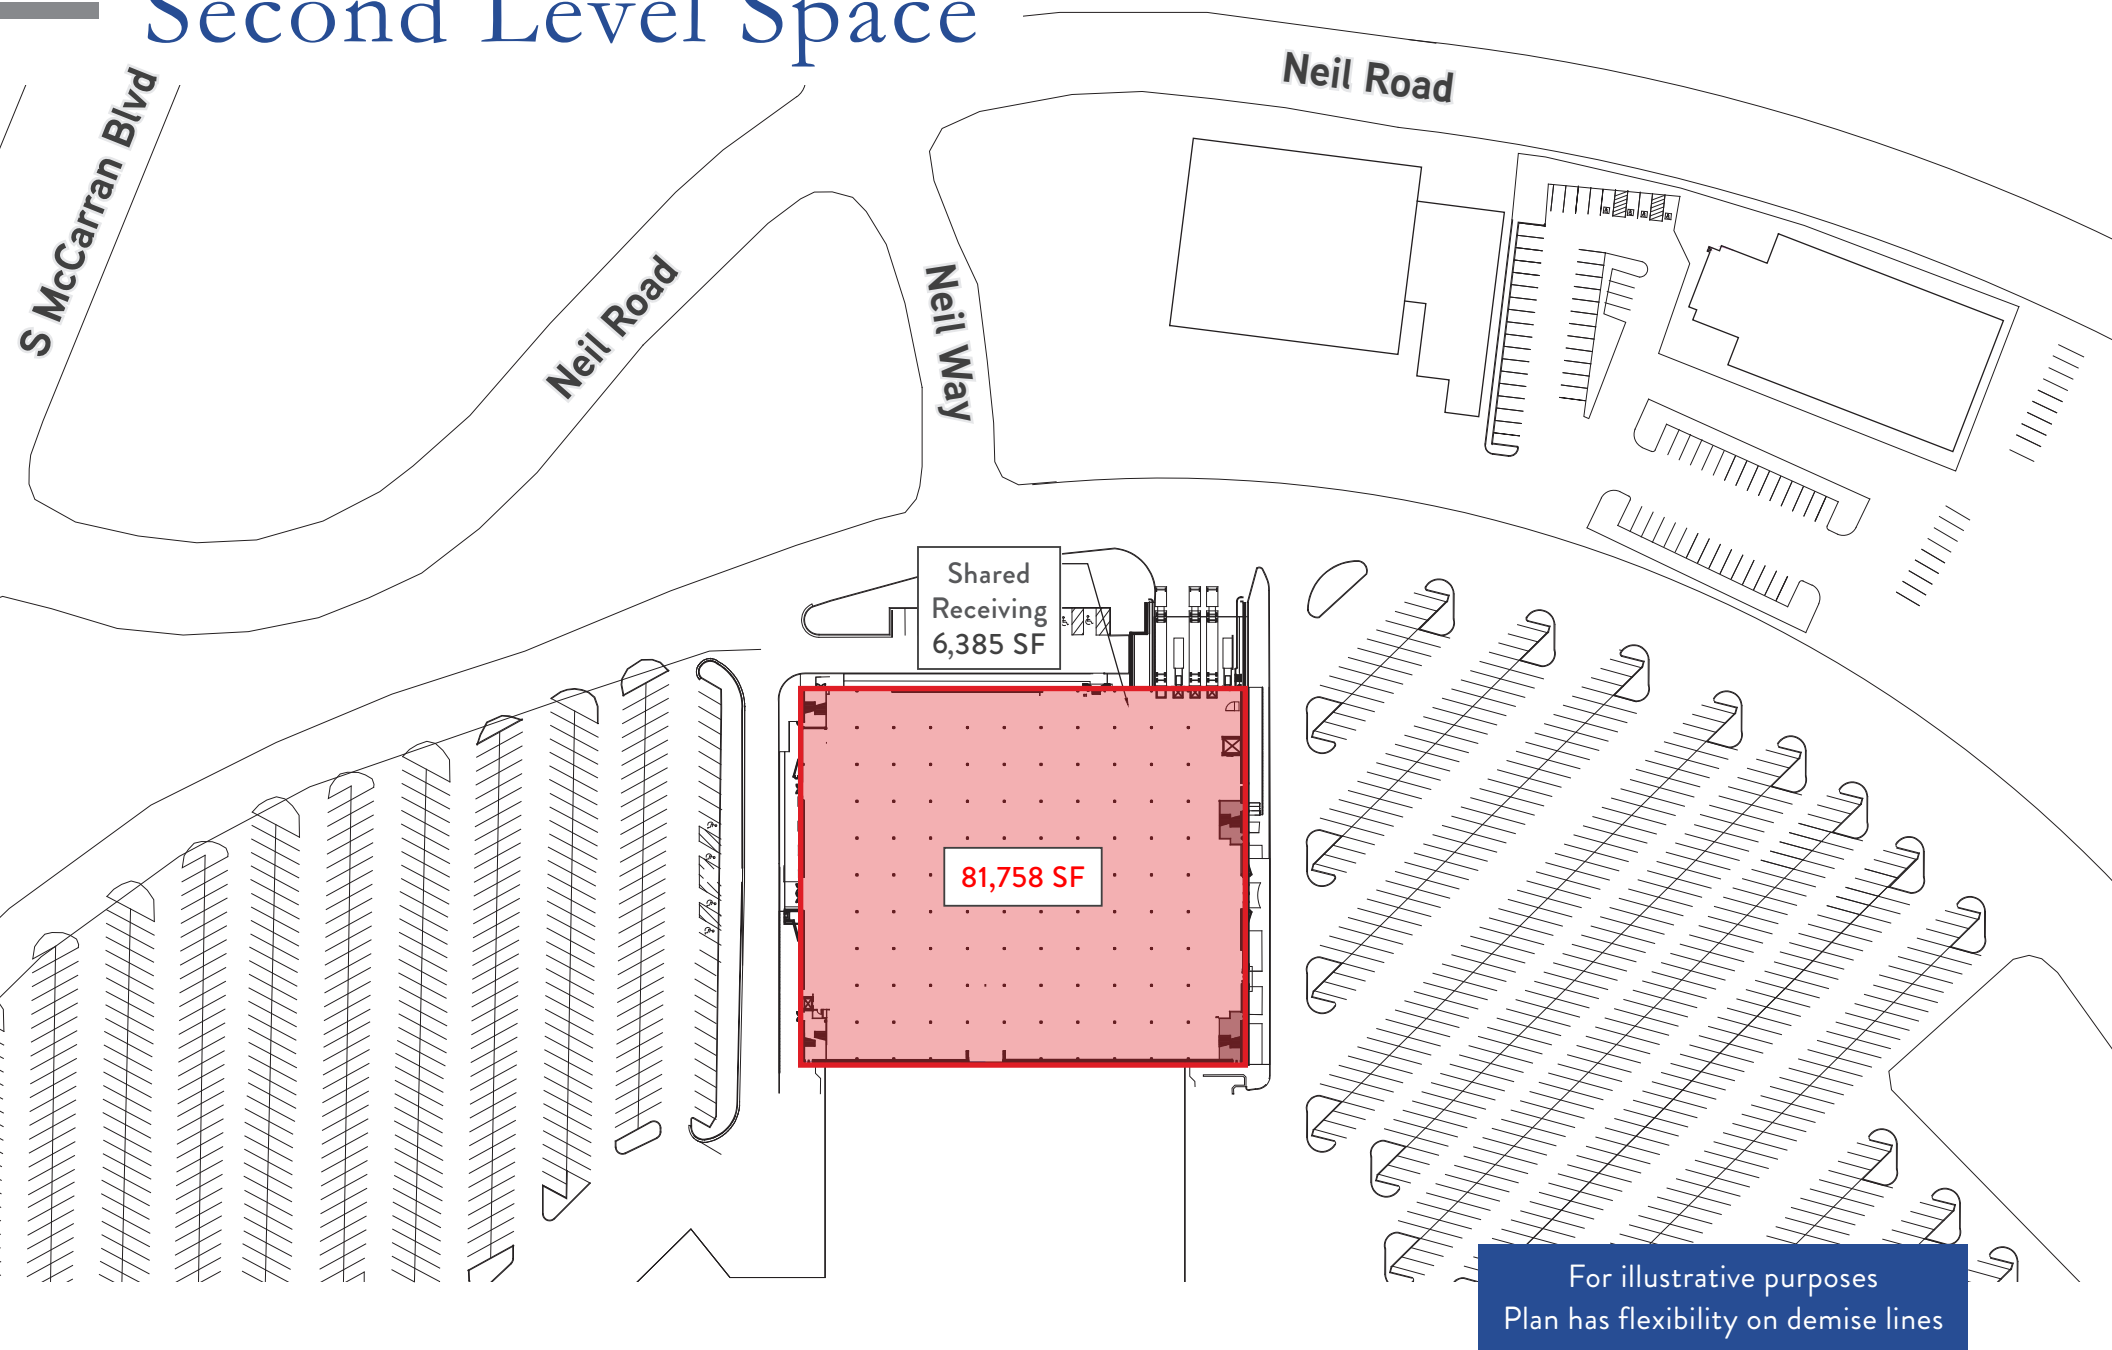 Second Level Space
Neil Road
S McCarran Blvd
Neil Road
Neil Way
Shared
Receiving
6,385 SF
81,758 SF
For illustrative purposes
Plan has flexibility on demise lines